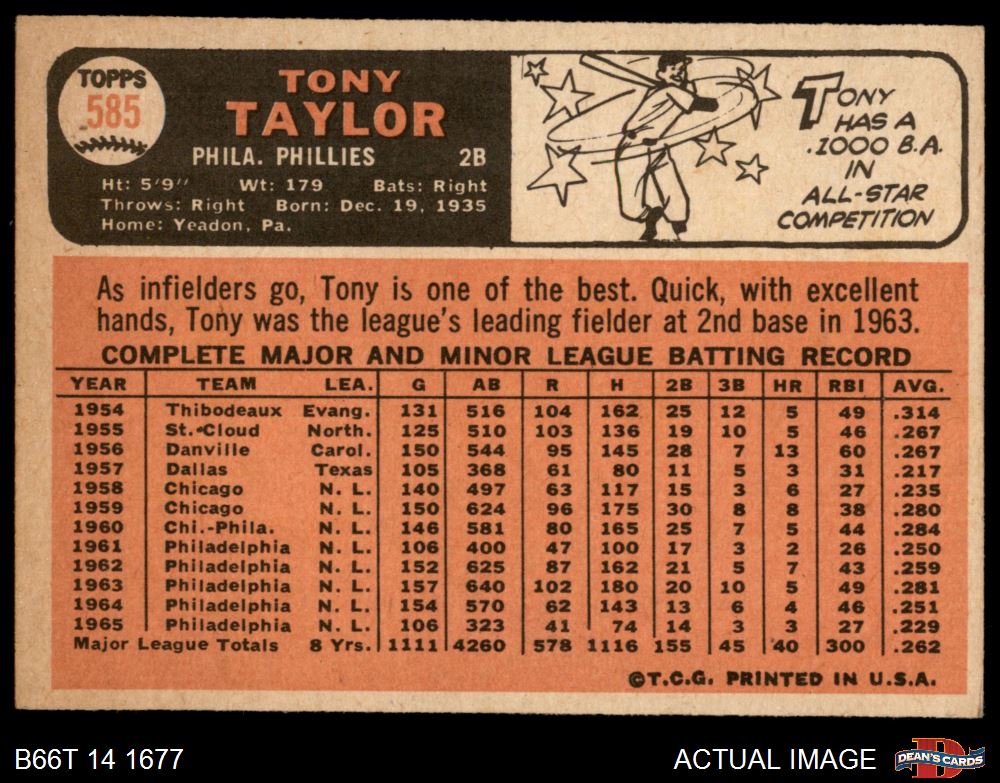 TOPPS
585
TONY
TAYLOR
PHILA. PHILLIES 2B
Ht: 5'9" Wt: 179 Bats: Right
Throws: Right Born: Dec. 19, 1935
Home: Yeadon, Pa.
TONY
HAS A
.1000 B.A.
IN
ALL-STAR
COMPETITION
As infielders go, Tony is one of the best. Quick, with excellent
hands, Tony was the league's leading fielder at 2nd base in 1963.
COMPLETE MAJOR AND MINOR LEAGUE BATTING RECORD
YEAR TEAM LEA. G AB R H 2B 3B HR RBI AVG.
1954 Thibodeaux Evang. 131 516 104 162 25 12 5 49 .314
1955 St. Cloud North. 125 510 103 136 19 10 5 46 .267
1956 Danville Carol. 150 544 95 145 28 7 13 60 .267
1957 Dallas Texas 105 368 61 80 11 5 3 31 .217
1958 Chicago N. L. 140 497 63 117 15 3 6 27 .235
1959 Chicago N. L. 150 624 96 175 30 8 8 38 .280
1960 Chi.-Phila. N. L. 146 581 80 165 25 7 5 44 .284
1961 Philadelphia N. L. 106 400 47 100 17 3 2 26 .250
1962 Philadelphia N. L. 152 625 87 162 21 5 7 43 .259
1963 Philadelphia N. L. 157 640 102 180 20 10 5 49 .281
1964 Philadelphia N. L. 154 570 62 143 13 6 4 46 .251
1965 Philadelphia N. L. 106 323 41 74 14 3 3 27 .229
Major League Totals 8 Yrs. 1111 4260 578 1116 155 45 40 300 .262
©T.C.G. PRINTED IN U.S.A.
B66T 14 1677
ACTUAL IMAGE
D
DEAN'S CARDS